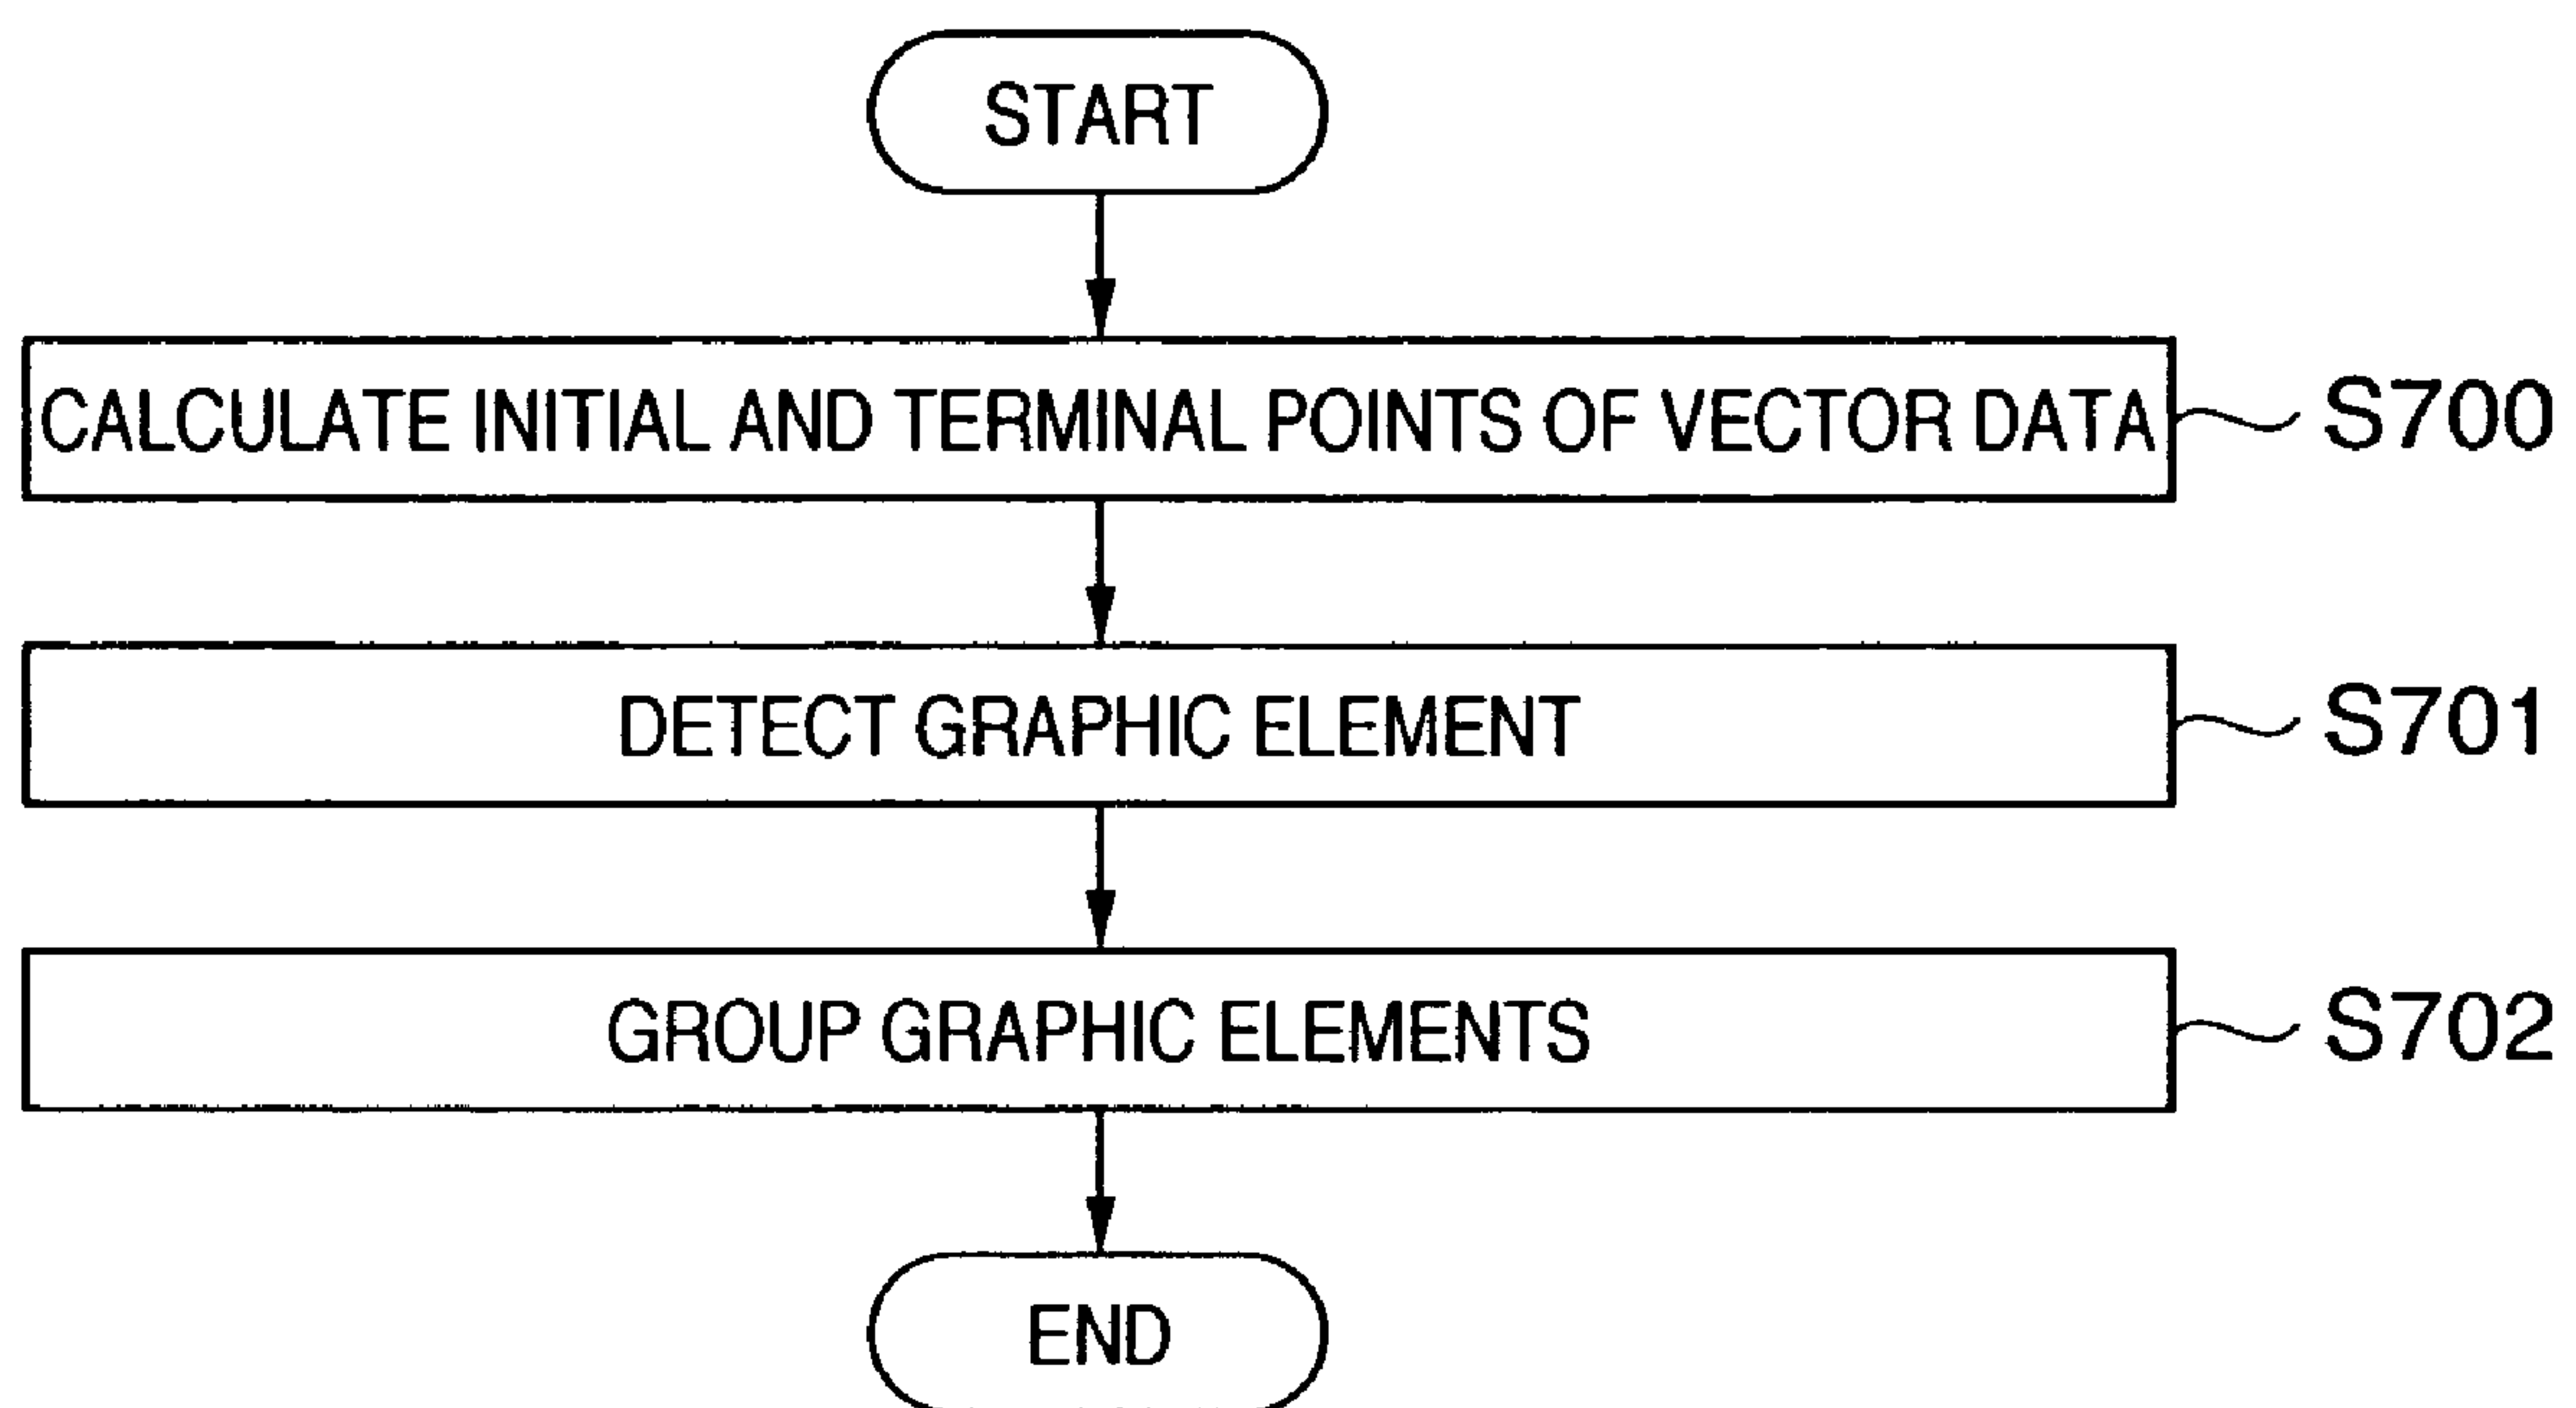 START
CALCULATE INITIAL AND TERMINAL POINTS OF VECTOR DATA S700
DETECT GRAPHIC ELEMENT S701
GROUP GRAPHIC ELEMENTS S702
END